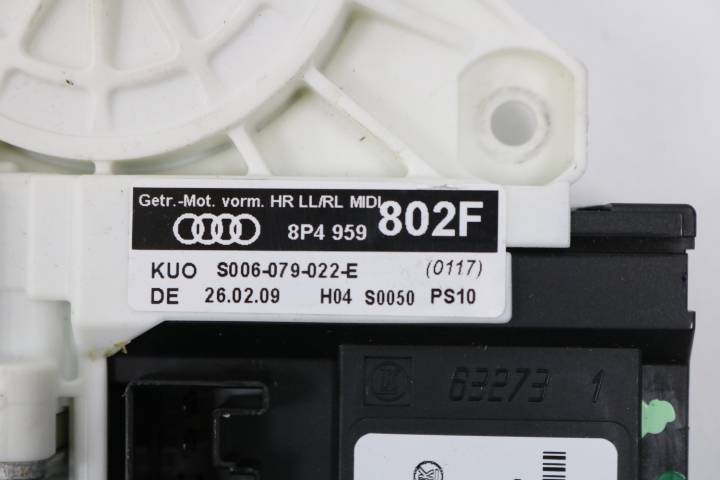 Getr.-Mot. vorm. HR LL/RL MIDI
8P4 959 802F
KUO S006-079-022-E (0117)
DE 26.02.09 H04 S0050 PS10
63273 1